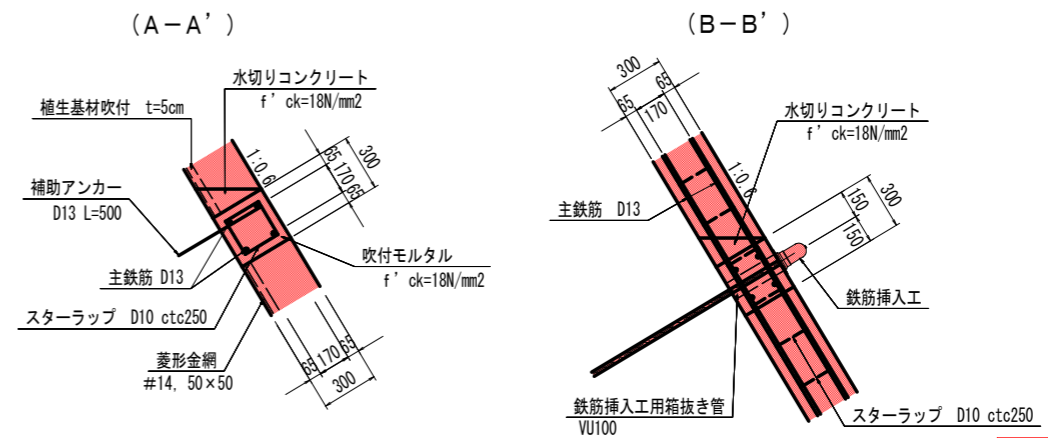 (A-A')
水切りコンクリート
f'ck=18N/mm2
植生基材吹付 t=5cm
1:0.6
65
170
65
300
補助アンカー
D13 L=500
吹付モルタル
f'ck=18N/mm2
主鉄筋 D13
スターラップ D10 ctc250
菱形金網
#14, 50×50
65
170
65
300
(B-B')
300
65
170
65
水切りコンクリート
f'ck=18N/mm2
1:0.6
主鉄筋 D13
150
150
300
鉄筋挿入工
鉄筋挿入工用箱抜き管
VU100
スターラップ D10 ctc250